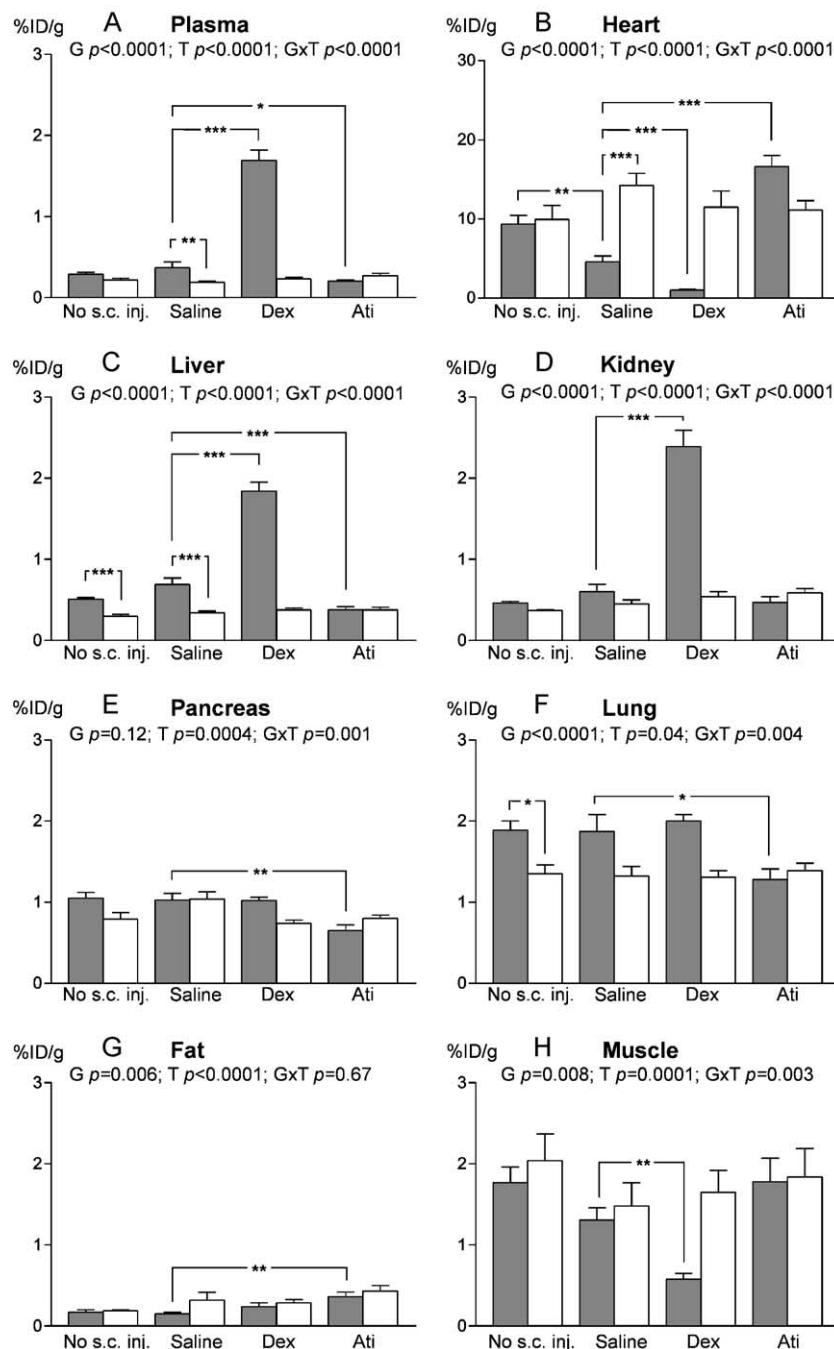 %ID/g A Plasma
G p<0.0001; T p<0.0001; GxT p<0.0001
3
*
2
***
1
**
0
No s.c. inj. Saline Dex Ati
%ID/g B Heart
G p<0.0001; T p<0.0001; GxT p<0.0001
30
***
20
***
***
**
10
0
No s.c. inj. Saline Dex Ati
%ID/g C Liver
G p<0.0001; T p<0.0001; GxT p<0.0001
3
***
***
2
1
***
***
0
No s.c. inj. Saline Dex Ati
%ID/g D Kidney
G p<0.0001; T p<0.0001; GxT p<0.0001
3
***
2
1
0
No s.c. inj. Saline Dex Ati
%ID/g E Pancreas
G p=0.12; T p=0.0004; GxT p=0.001
3
2
**
1
0
No s.c. inj. Saline Dex Ati
%ID/g F Lung
G p<0.0001; T p=0.04; GxT p=0.004
3
* *
2
1
0
No s.c. inj. Saline Dex Ati
%ID/g G Fat
G p=0.006; T p<0.0001; GxT p=0.67
3
2
1
**
0
No s.c. inj. Saline Dex Ati
%ID/g H Muscle
G p=0.008; T p=0.0001; GxT p=0.003
3
**
2
1
0
No s.c. inj. Saline Dex Ati